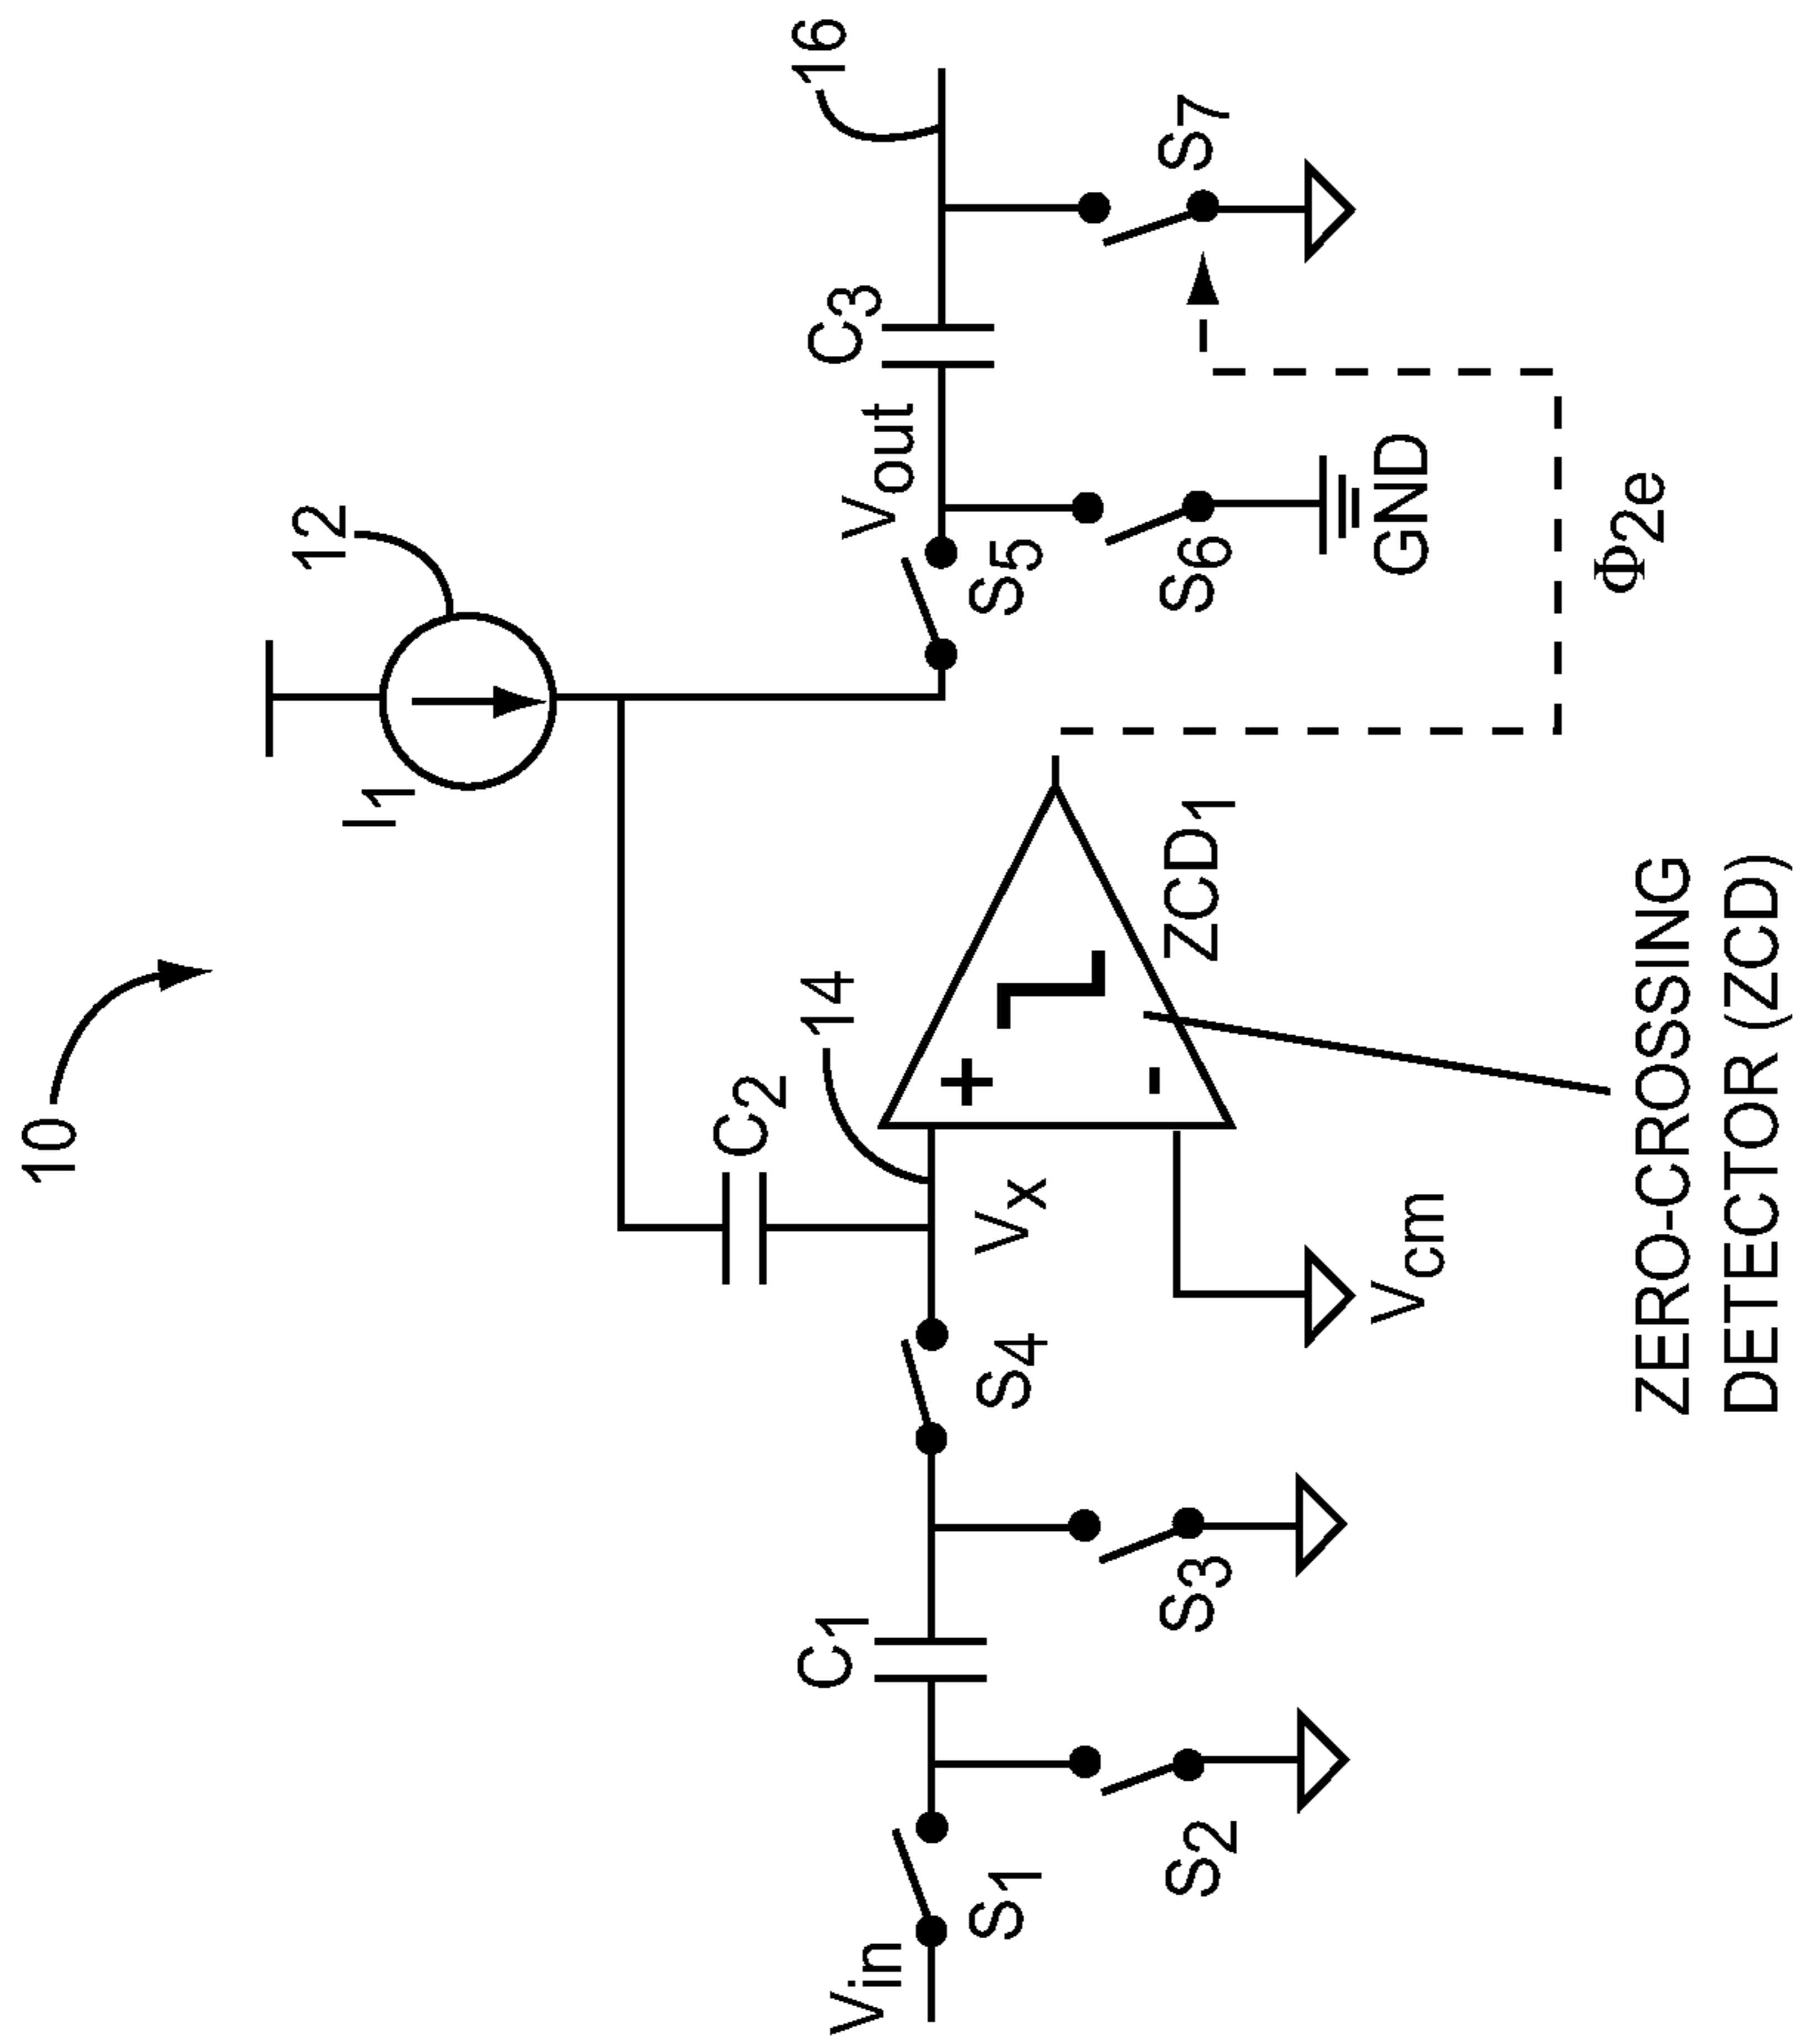 10
I1
12
C2
14
16
Vin
S1
C1
S4
Vx
S5
Vout
C3
S2
S3
+
-
ZCD1
S6
S7
Vcm
GND
Φ2e
ZERO-CROSSING
DETECTOR (ZCD)